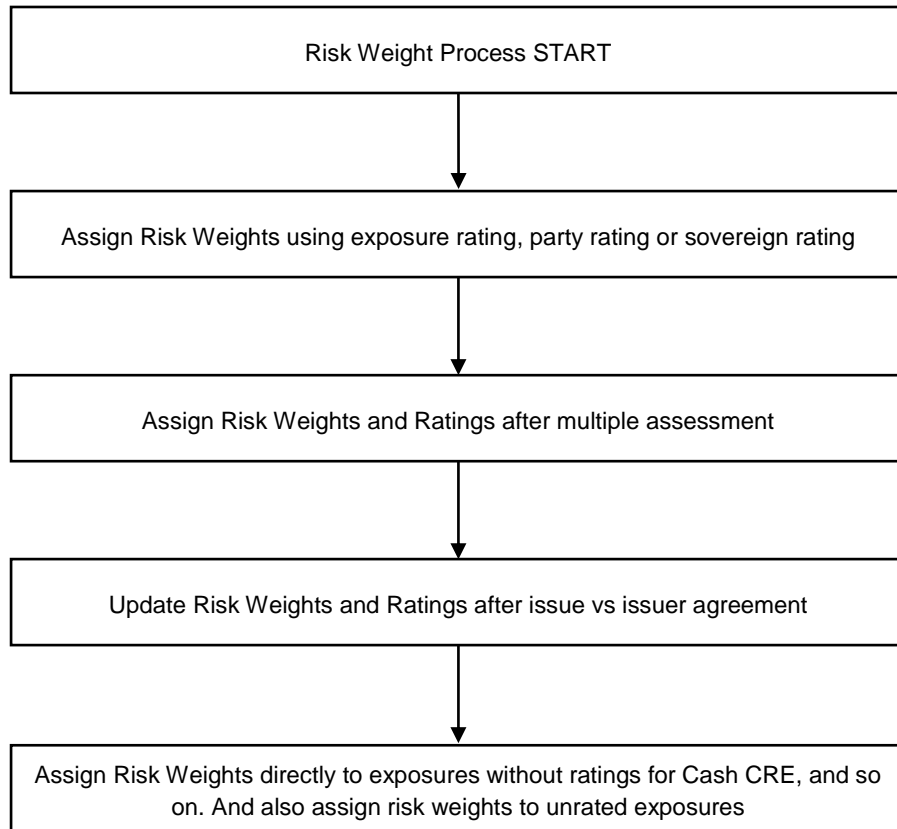 Risk Weight Process START
Assign Risk Weights using exposure rating, party rating or sovereign rating
Assign Risk Weights and Ratings after multiple assessment
Update Risk Weights and Ratings after issue vs issuer agreement
Assign Risk Weights directly to exposures without ratings for Cash CRE, and so
on. And also assign risk weights to unrated exposures